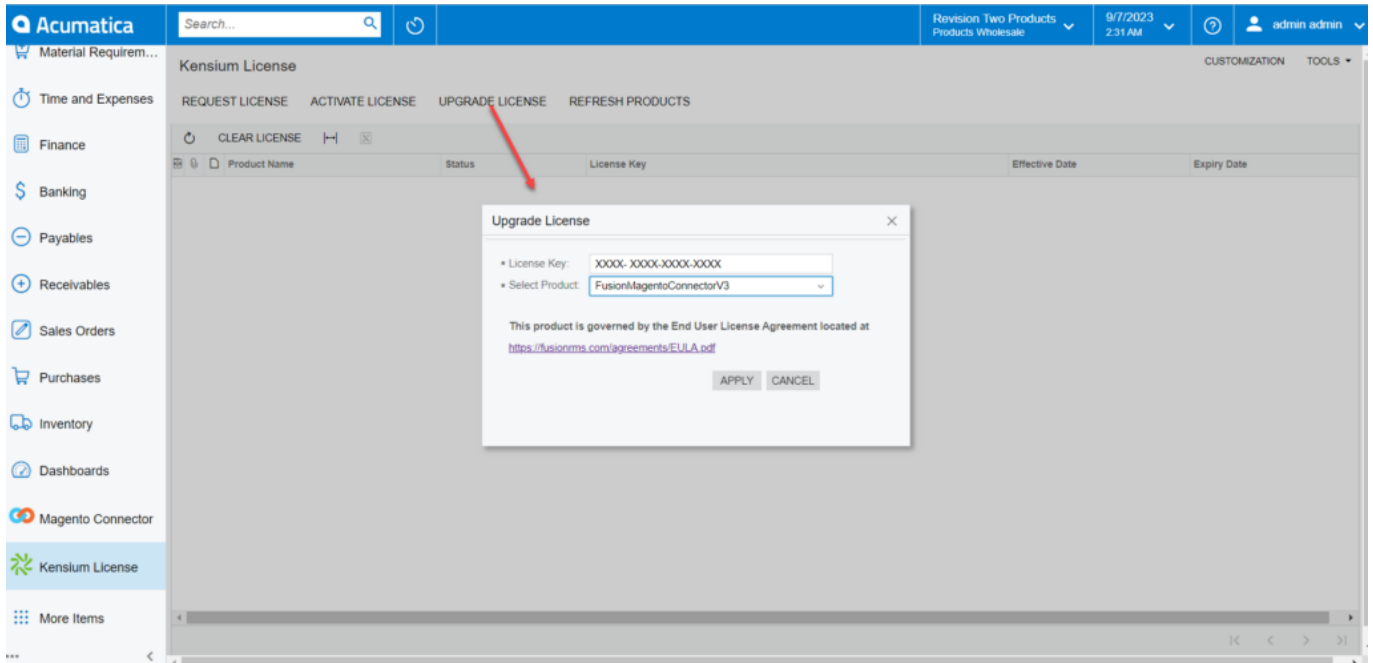 Acumatica
Search...
Revision Two Products
Products Wholesale
9/7/2023
2:31 AM
admin admin
Material Requirem...
Time and Expenses
Finance
Banking
Payables
Receivables
Sales Orders
Purchases
Inventory
Dashboards
Magento Connector
Kensium License
More Items
Kensium License
CUSTOMIZATION TOOLS
REQUEST LICENSE ACTIVATE LICENSE UPGRADE LICENSE REFRESH PRODUCTS
CLEAR LICENSE
Product Name Status License Key Effective Date Expiry Date
Upgrade License
License Key: XXXX- XXXX-XXXX-XXXX
Select Product: FusionMagentoConnectorV3
This product is governed by the End User License Agreement located at
https://fusionrms.com/agreements/EULA.pdf
APPLY CANCEL